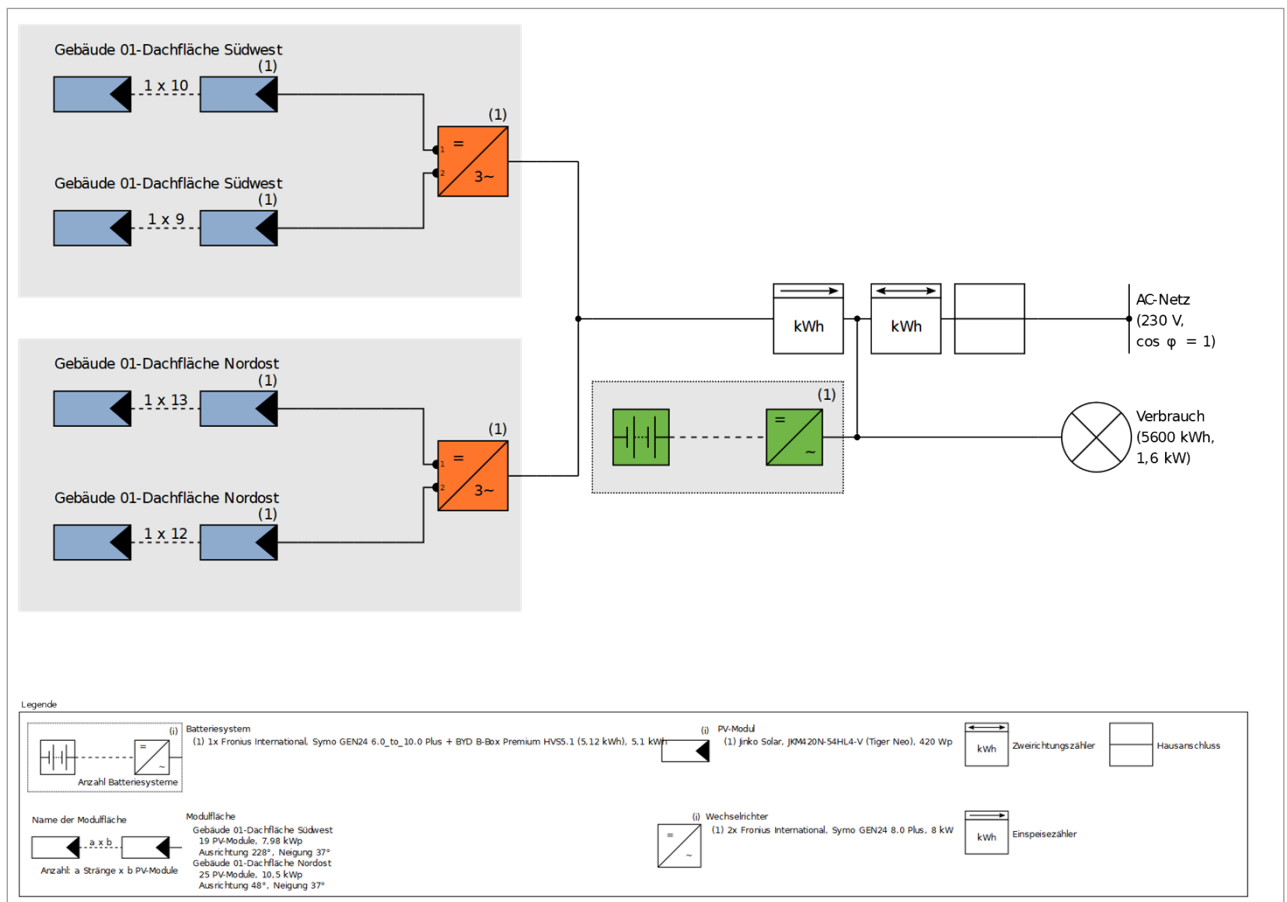 Gebäude 01-Dachfläche Südwest
(1)
1 x 10
(1)
1
=
2
3~
Gebäude 01-Dachfläche Südwest
(1)
1 x 9
kWh
kWh
AC-Netz
(230 V,
cos φ = 1)
Gebäude 01-Dachfläche Nordost
(1)
1 x 13
(1)
1
=
2
3~
Gebäude 01-Dachfläche Nordost
(1)
1 x 12
(1)
=
~
Verbrauch
(5600 kWh,
1,6 kW)
Legende
(i)
=
~
Anzahl Batteriesysteme
Batteriesystem
(1) 1x Fronius International, Symo GEN24 6.0_to_10.0 Plus + BYD B-Box Premium HVS5.1 (5,12 kWh), 5,1 kWh
(i) PV-Modul
(1) Jinko Solar, JKM420N-54HL4-V (Tiger Neo), 420 Wp
kWh
Zweirichtungszähler
Hausanschluss
Name der Modulfläche
a x b
Anzahl: a Stränge x b PV-Module
Modulfläche
Gebäude 01-Dachfläche Südwest
19 PV-Module, 7,98 kWp
Ausrichtung 228°, Neigung 37°
Gebäude 01-Dachfläche Nordost
25 PV-Module, 10,5 kWp
Ausrichtung 48°, Neigung 37°
=
~
(i) Wechselrichter
(1) 2x Fronius International, Symo GEN24 8.0 Plus, 8 kW
kWh
Einspeisezähler